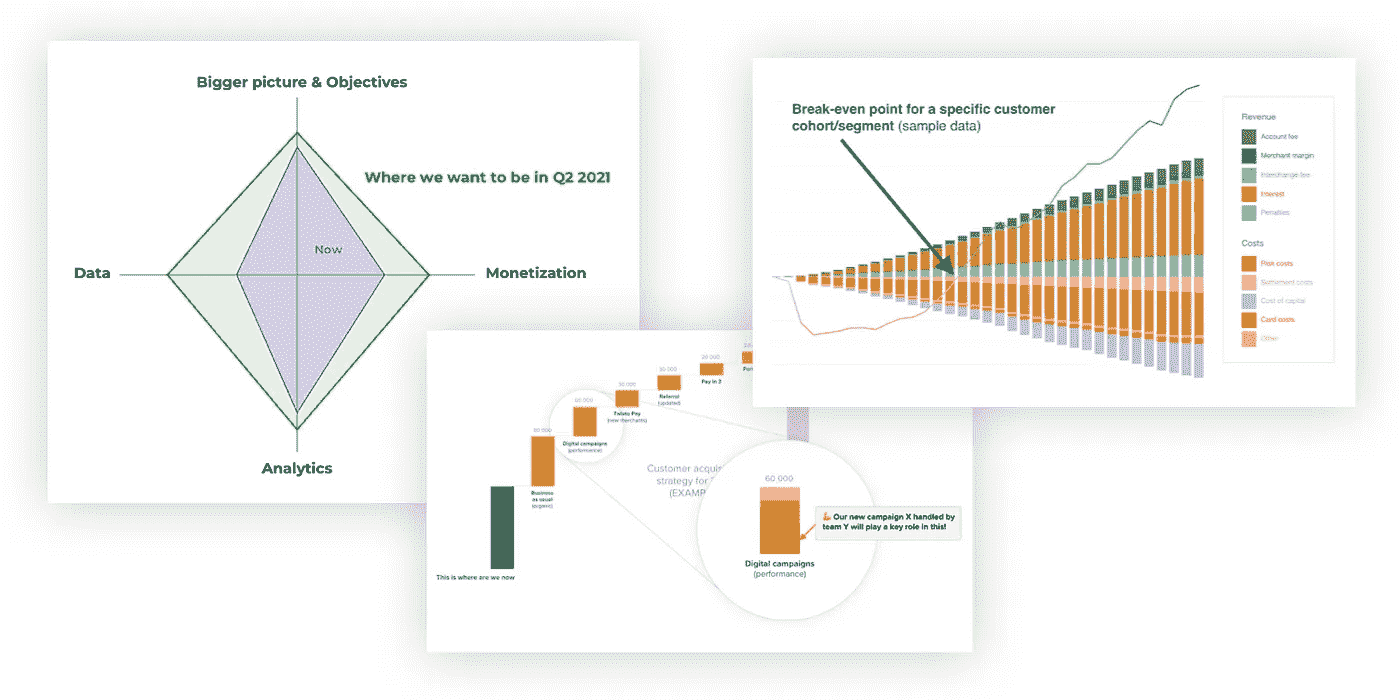 Bigger picture & Objectives
Where we want to be in Q2 2021
Now
Data
Monetization
Analytics
Break-even point for a specific customer
cohort/segment (sample data)
Revenue
Account fee
Merchant margin
Interchange fee
Interest
Penalties
Costs
Risk costs
Settlement costs
Cost of capital
Card costs
Other
20 000
Pay in 3
30 000
Referral
(updated)
30 000
Twisto Pay
(new merchants)
60 000
Digital campaigns
(performance)
Business
as usual
(organic)
This is where are we now
Customer acqui
strategy for
(EXAMP
60 000
Digital campaigns
(performance)
💪 Our new campaign X handled by
team Y will play a key role in this!